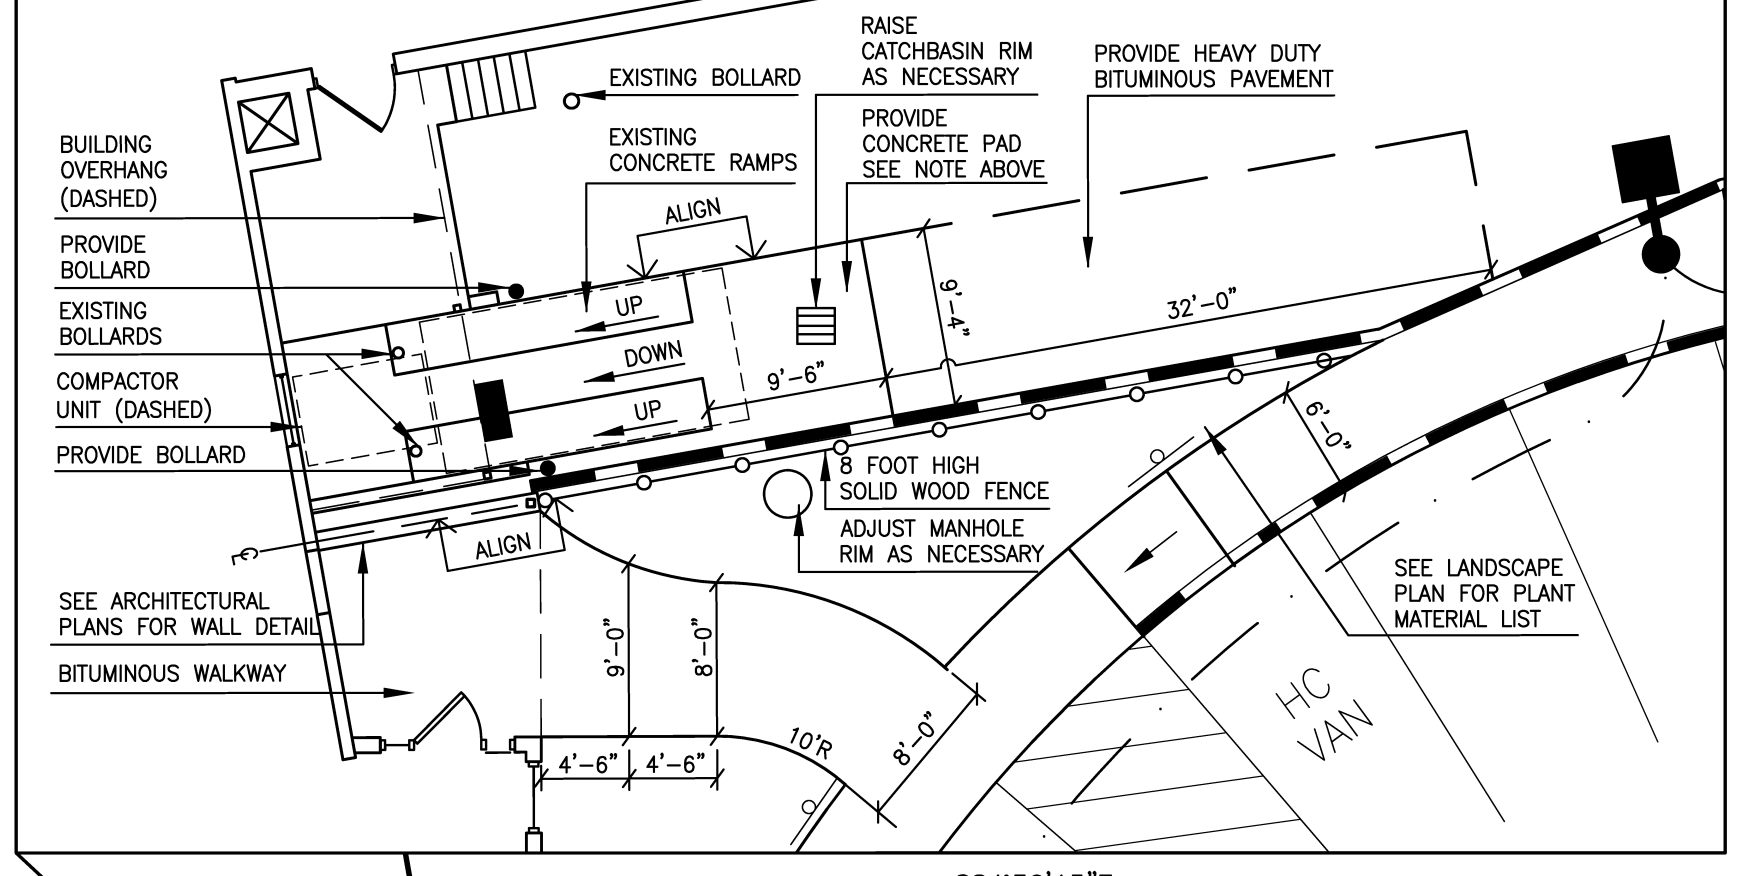 RAISE
CATCHBASIN RIM
AS NECESSARY
PROVIDE HEAVY DUTY
BITUMINOUS PAVEMENT
EXISTING BOLLARD
PROVIDE
CONCRETE PAD
SEE NOTE ABOVE
EXISTING
CONCRETE RAMPS
BUILDING
OVERHANG
(DASHED)
ALIGN
PROVIDE
BOLLARD
EXISTING
BOLLARDS
UP
DOWN
UP
9'-4"
32'-0"
9'-6"
COMPACTOR
UNIT (DASHED)
PROVIDE BOLLARD
6'-0"
8 FOOT HIGH
SOLID WOOD FENCE
ADJUST MANHOLE
RIM AS NECESSARY
ALIGN
CL
SEE LANDSCAPE
PLAN FOR PLANT
MATERIAL LIST
SEE ARCHITECTURAL
PLANS FOR WALL DETAIL
BITUMINOUS WALKWAY
9'-0"
8'-0"
HC
VAN
10'R
8'-0"
4'-6"
4'-6"